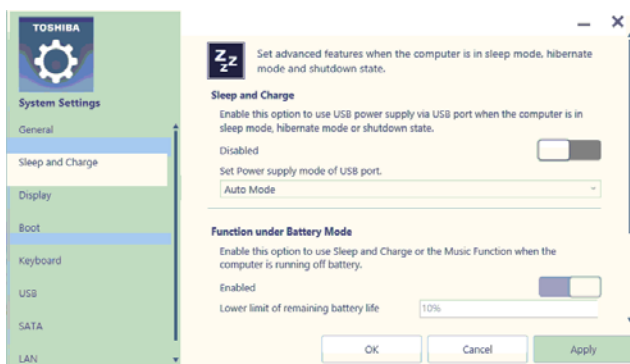 TOSHIBA
System Settings
General
Sleep and Charge
Display
Boot
Keyboard
USB
SATA
LAN
Set advanced features when the computer is in sleep mode, hibernate
mode and shutdown state.
Sleep and Charge
Enable this option to use USB power supply via USB port when the computer is in
sleep mode, hibernate mode or shutdown state.
Disabled
Set Power supply mode of USB port.
Auto Mode
Function under Battery Mode
Enable this option to use Sleep and Charge or the Music Function when the
computer is running off battery.
Enabled
Lower limit of remaining battery life
10%
OK
Cancel
Apply